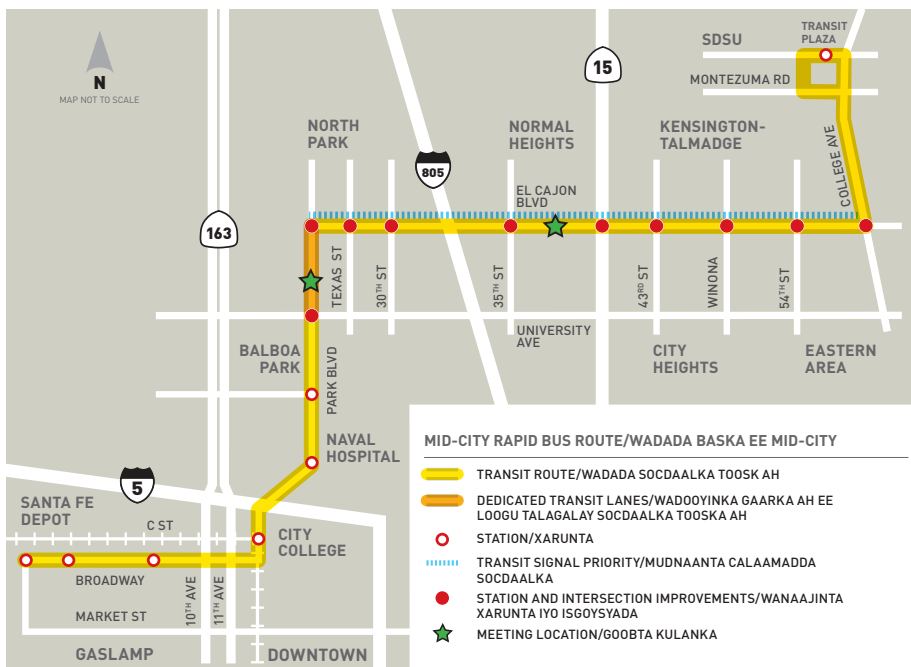 TRANSIT
PLAZA
SDSU
MONTEZUMA RD
15
N
MAP NOT TO SCALE
NORTH
PARK
NORMAL
HEIGHTS
KENSINGTON-
TALMADGE
805
COLLEGE AVE
EL CAJON
BLVD
163
TEXAS ST
30TH ST
35TH ST
43RD ST
WINONA
54TH ST
UNIVERSITY
AVE
BALBOA
PARK
CITY
HEIGHTS
EASTERN
AREA
PARK BLVD
NAVAL
HOSPITAL
5
SANTA FE
DEPOT
C ST
CITY
COLLEGE
BROADWAY
10TH AVE
11TH AVE
MARKET ST
GASLAMP
DOWNTOWN
MID-CITY RAPID BUS ROUTE/WADADA BASKA EE MID-CITY
TRANSIT ROUTE/WADADA SOCDAALKA TOOSK AH
DEDICATED TRANSIT LANES/WADOOYINKA GAARKA AH EE
LOOGU TALAGALAY SOCDAALKA TOOSKA AH
STATION/XARUNTA
TRANSIT SIGNAL PRIORITY/MUDNAANTA CALAAMADDA
SOCDAALKA
STATION AND INTERSECTION IMPROVEMENTS/WANAAJINTA
XARUNTA IYO ISGOYSYADA
MEETING LOCATION/GOOBTA KULANKA